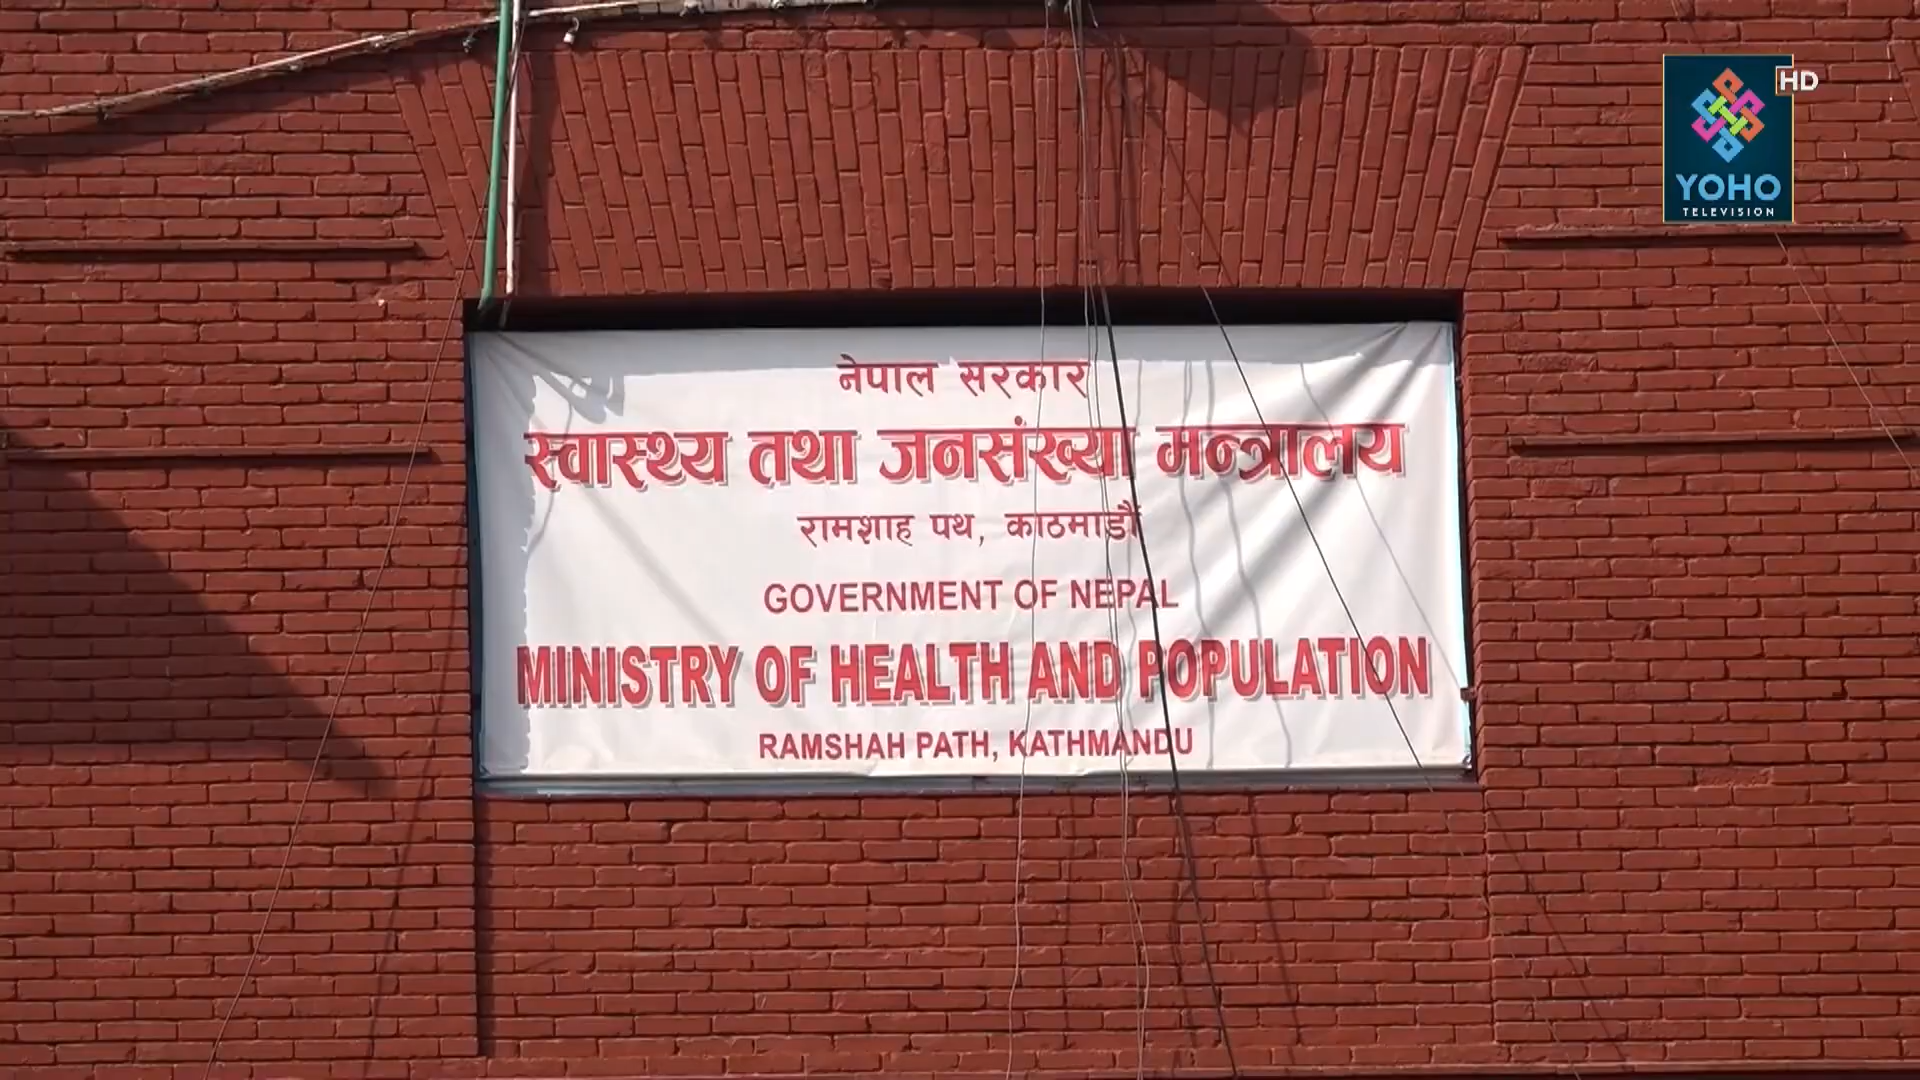 नेपाल सरकार
स्वास्थ्य तथा जनसंख्या मन्त्रालय
रामशाह पथ, काठमाडौं
GOVERNMENT OF NEPAL
MINISTRY OF HEALTH AND POPULATION
RAMSHAH PATH, KATHMANDU
HD
YOHO
TELEVISION